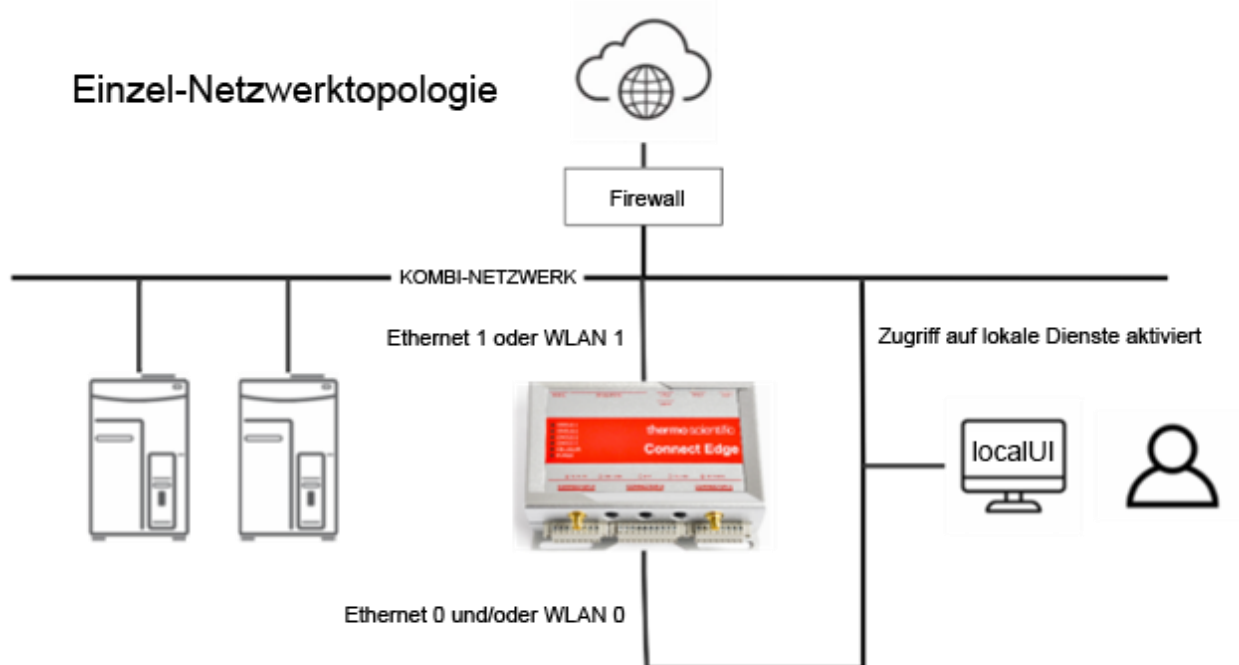 Einzel-Netzwerktopologie
Firewall
KOMBI-NETZWERK
Ethernet 1 oder WLAN 1
Zugriff auf lokale Dienste aktiviert
thermo scientific
Connect Edge
localUI
Ethernet 0 und/oder WLAN 0